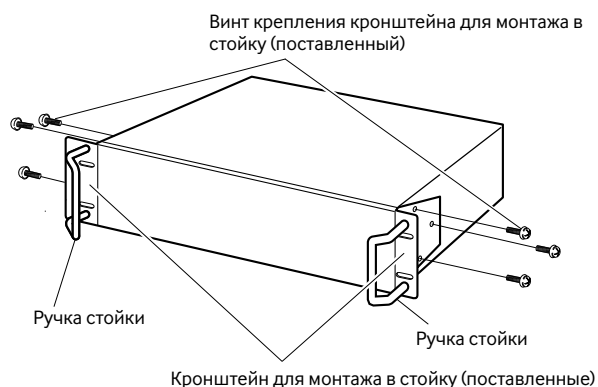 Винт крепления кронштейна для монтажа в
стойку (поставленный)
Ручка стойки
Ручка стойки
Кронштейн для монтажа в стойку (поставленные)